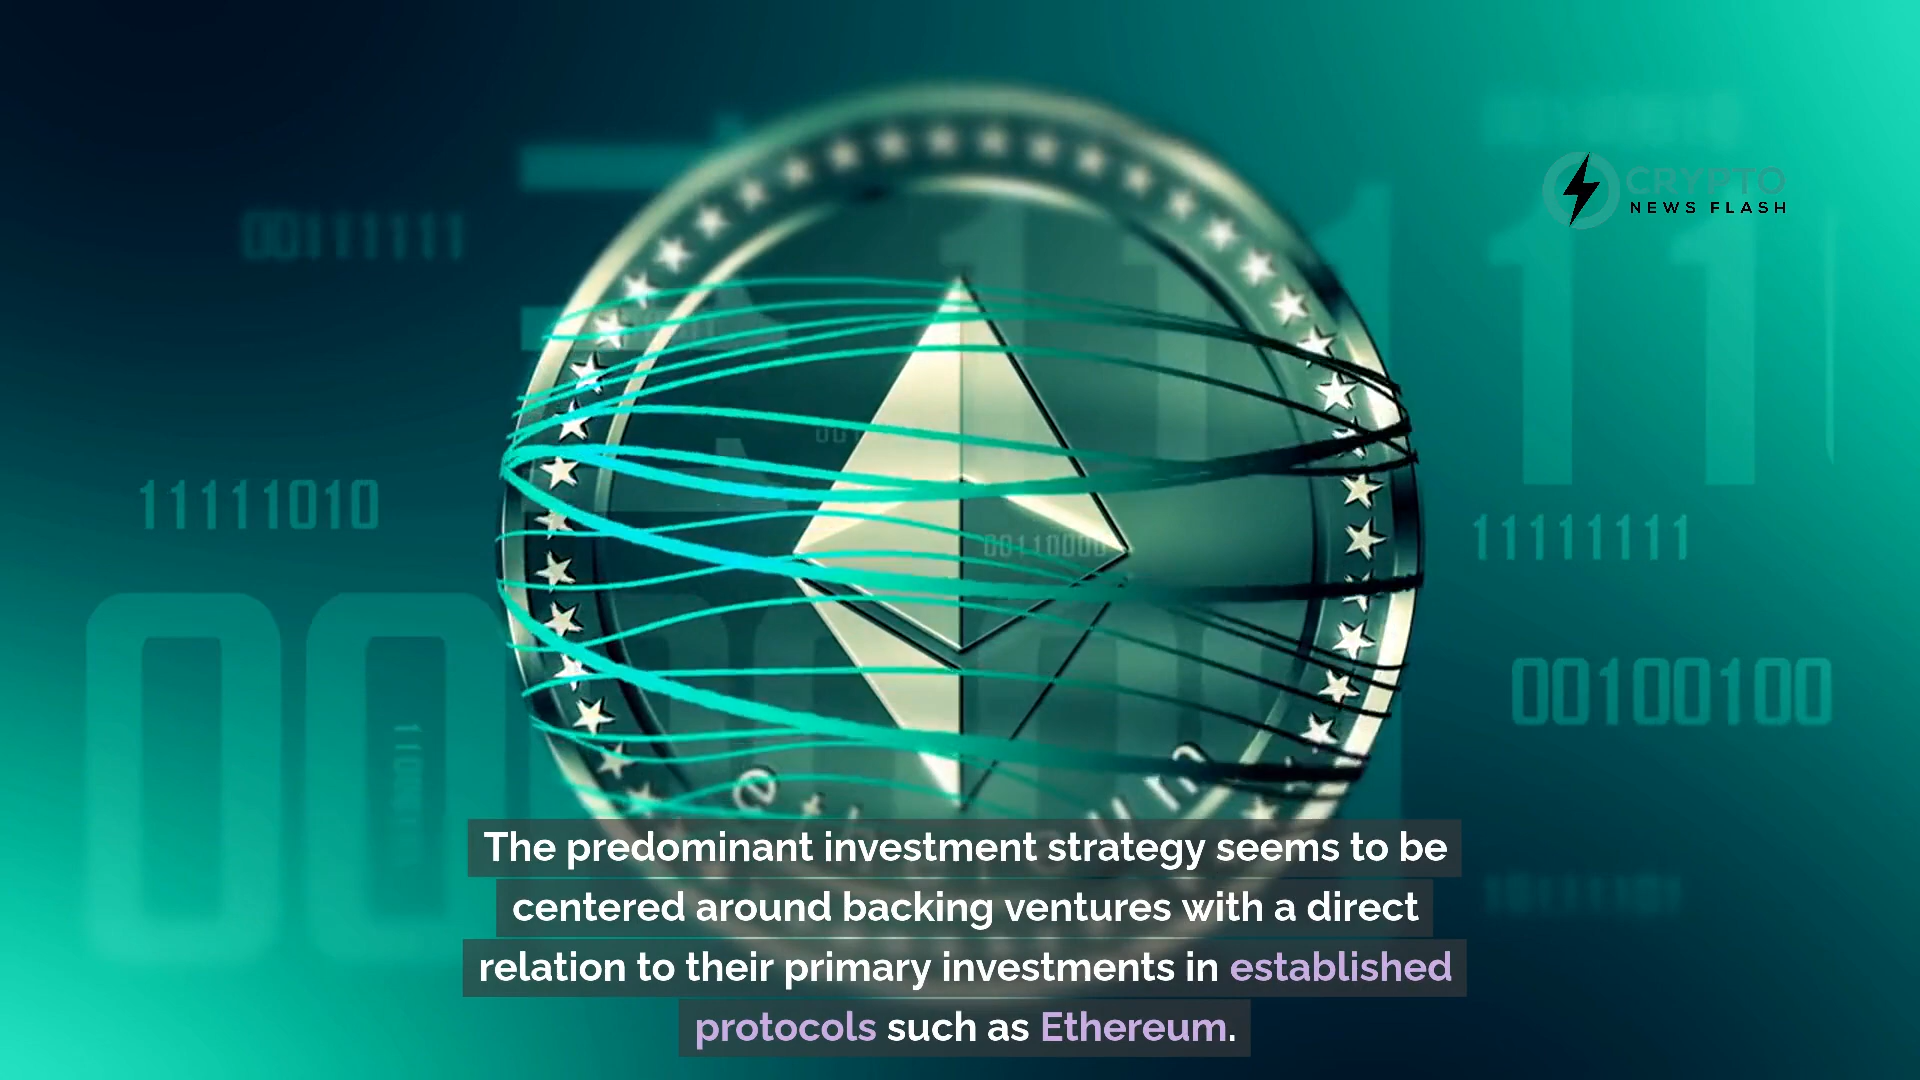 00111111
CRYPTO
NEWS FLASH
11111010
00110000
11111111
00100100
00
The predominant investment strategy seems to be
centered around backing ventures with a direct
relation to their primary investments in established
protocols such as Ethereum.